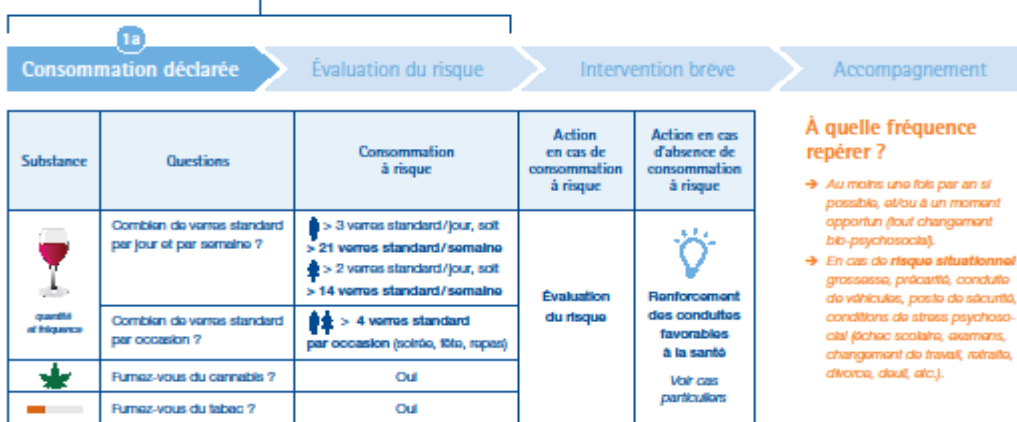 1a
Consommation déclarée
Évaluation du risque
Intervention brève
Accompagnement
Substance
Questions
Consommation
à risque
Action
en cas de
consommation
à risque
Action en cas
d'absence de
consommation
à risque
quantité
et fréquence
Combien de verres standard
par jour et par semaine ?
> 3 verres standard/jour, soit
> 21 verres standard/semaine
> 2 verres standard/jour, soit
> 14 verres standard/semaine
Combien de verres standard
par occasion ?
> 4 verres standard
par occasion (soirée, fête, repas)
Fumez-vous du cannabis ?
Oui
Fumez-vous du tabac ?
Oui
Évaluation
du risque
Renforcement
des conduites
favorables
à la santé
Voir cas
particuliers
À quelle fréquence
repérer ?
→ Au moins une fois par an si
possible, et/ou à un moment
opportun (tout changement
bio-psychosocial).
→ En cas de risque situationnel
grossesse, précarité, conduite
de véhicules, poste de sécurité,
conditions de stress psychoso-
cial (échec scolaire, examens,
changement de travail, retraite,
divorce, deuil, etc.).